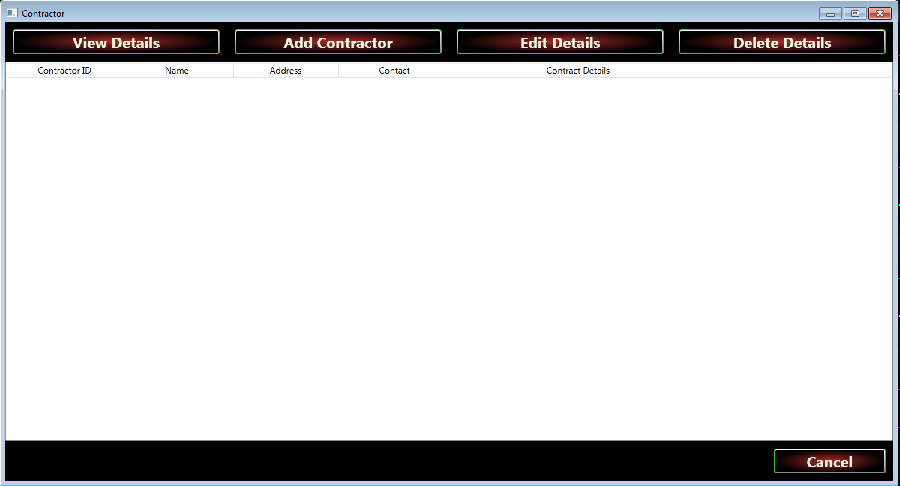 Contractor
View Details Add Contractor Edit Details Delete Details
Contractor ID Name Address Contact Contract Details
Cancel